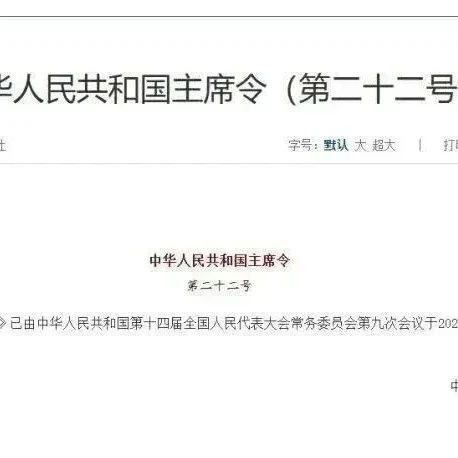 华人民共和国主席令（第二十二号
社
字号：默认 大 超大 | 打印
中华人民共和国主席令
第二十二号
》已由中华人民共和国第十四届全国人民代表大会常务委员会第九次会议于202
中